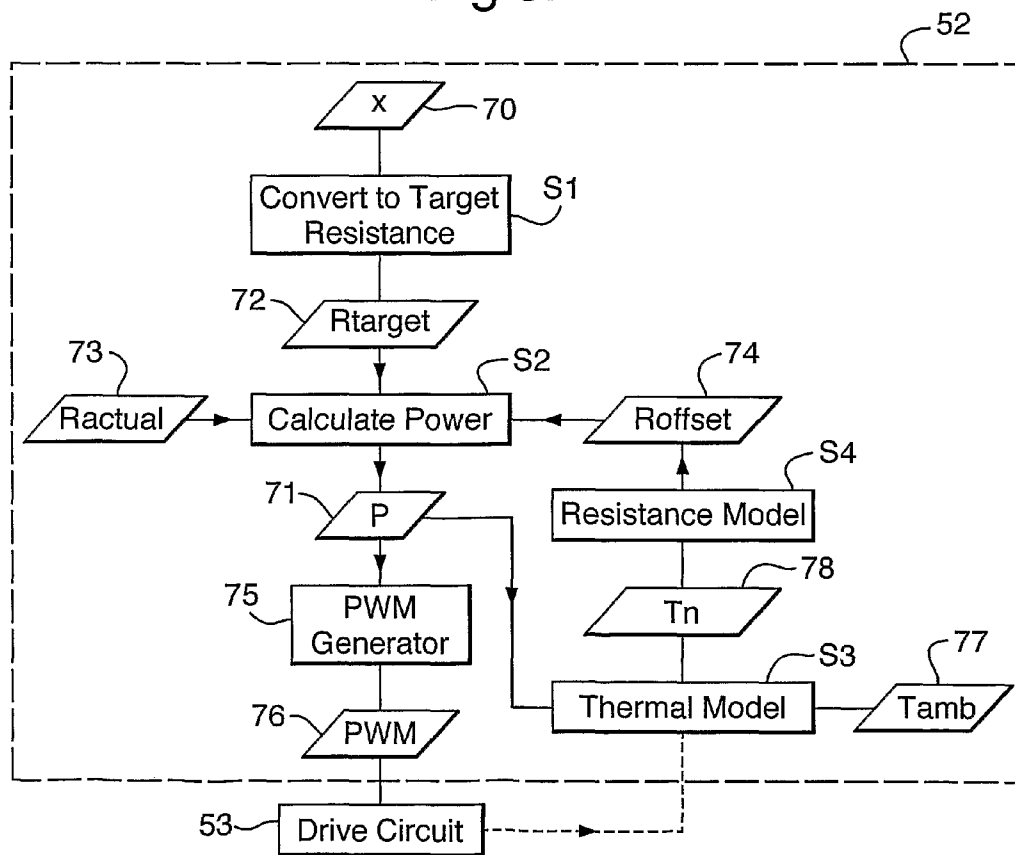 52
x
70
Convert to Target
Resistance
S1
72
Rtarget
73
S2
74
Ractual
Calculate Power
Roffset
S4
71
P
Resistance Model
78
75
PWM
Generator
Tn
S3
77
76
PWM
Thermal Model
Tamb
53
Drive Circuit